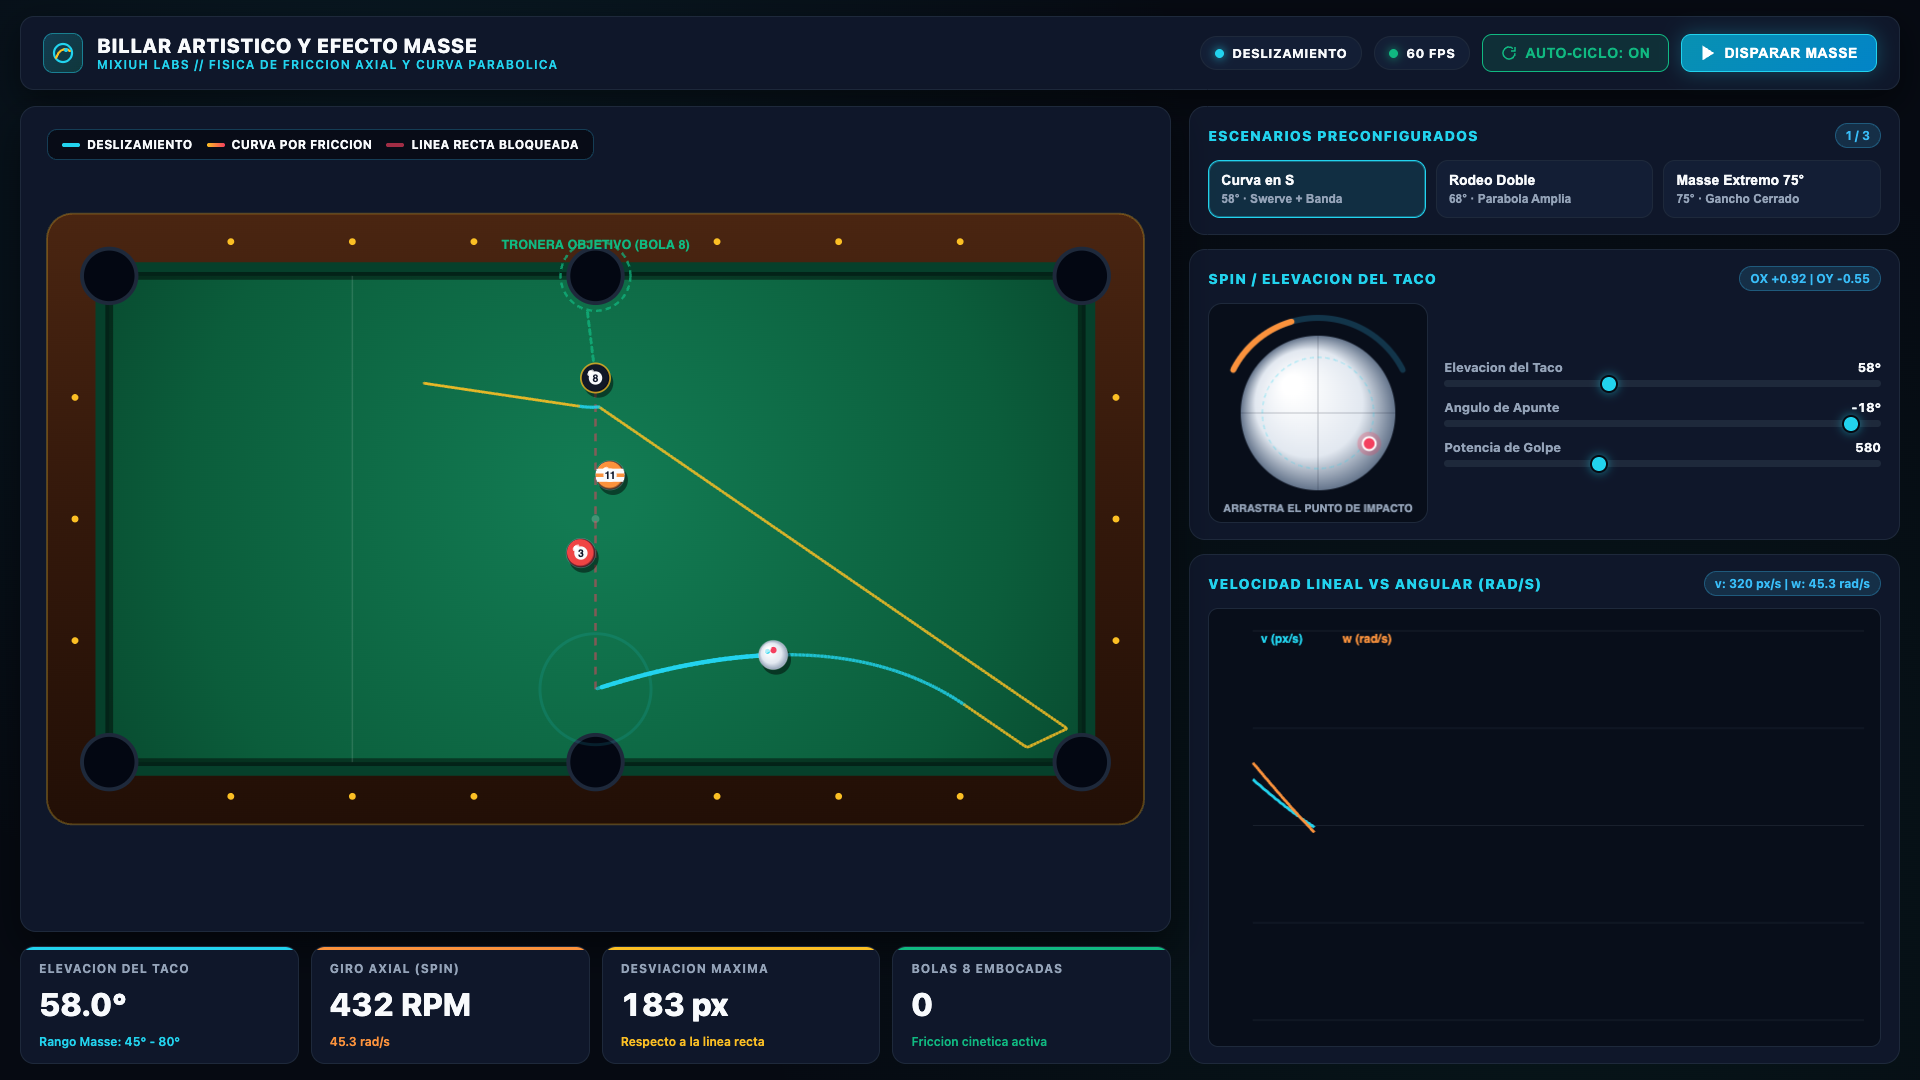 BILLAR ARTISTICO Y EFECTO MASSE
MIXIUH LABS // FISICA DE FRICCION AXIAL Y CURVA PARABOLICA
DESLIZAMIENTO
60 FPS
AUTO-CICLO: ON
DISPARAR MASSE
DESLIZAMIENTO
CURVA POR FRICCION
LINEA RECTA BLOQUEADA
TRONERA OBJETIVO (BOLA 8)
8
11
3
ESCENARIOS PRECONFIGURADOS
1 / 3
Curva en S
58° · Swerve + Banda
Rodeo Doble
68° · Parabola Amplia
Masse Extremo 75°
75° · Gancho Cerrado
SPIN / ELEVACION DEL TACO
OX +0.92 | OY -0.55
ARRASTRA EL PUNTO DE IMPACTO
Elevacion del Taco
58°
Angulo de Apunte
-18°
Potencia de Golpe
580
VELOCIDAD LINEAL VS ANGULAR (RAD/S)
v: 320 px/s | w: 45.3 rad/s
v (px/s)
w (rad/s)
ELEVACION DEL TACO
58.0°
Rango Masse: 45° - 80°
GIRO AXIAL (SPIN)
432 RPM
45.3 rad/s
DESVIACION MAXIMA
183 px
Respecto a la linea recta
BOLAS 8 EMBOCADAS
0
Friccion cinetica activa